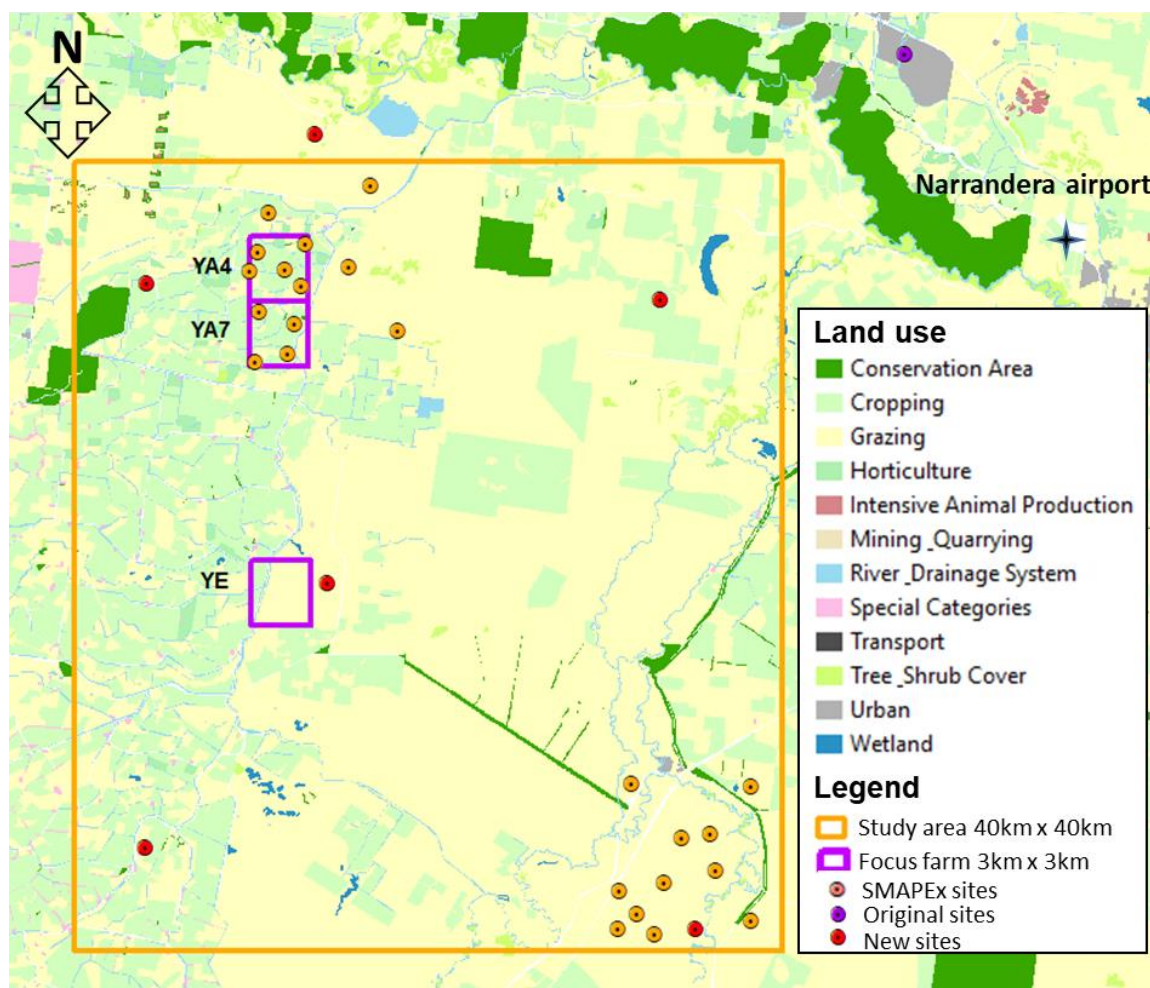 N
Narrandera airport
YA4
YA7
YE
Land use
Conservation Area
Cropping
Grazing
Horticulture
Intensive Animal Production
Mining _Quarrying
River _Drainage System
Special Categories
Transport
Tree _Shrub Cover
Urban
Wetland
Legend
Study area 40km x 40km
Focus farm 3km x 3km
SMAPEx sites
Original sites
New sites